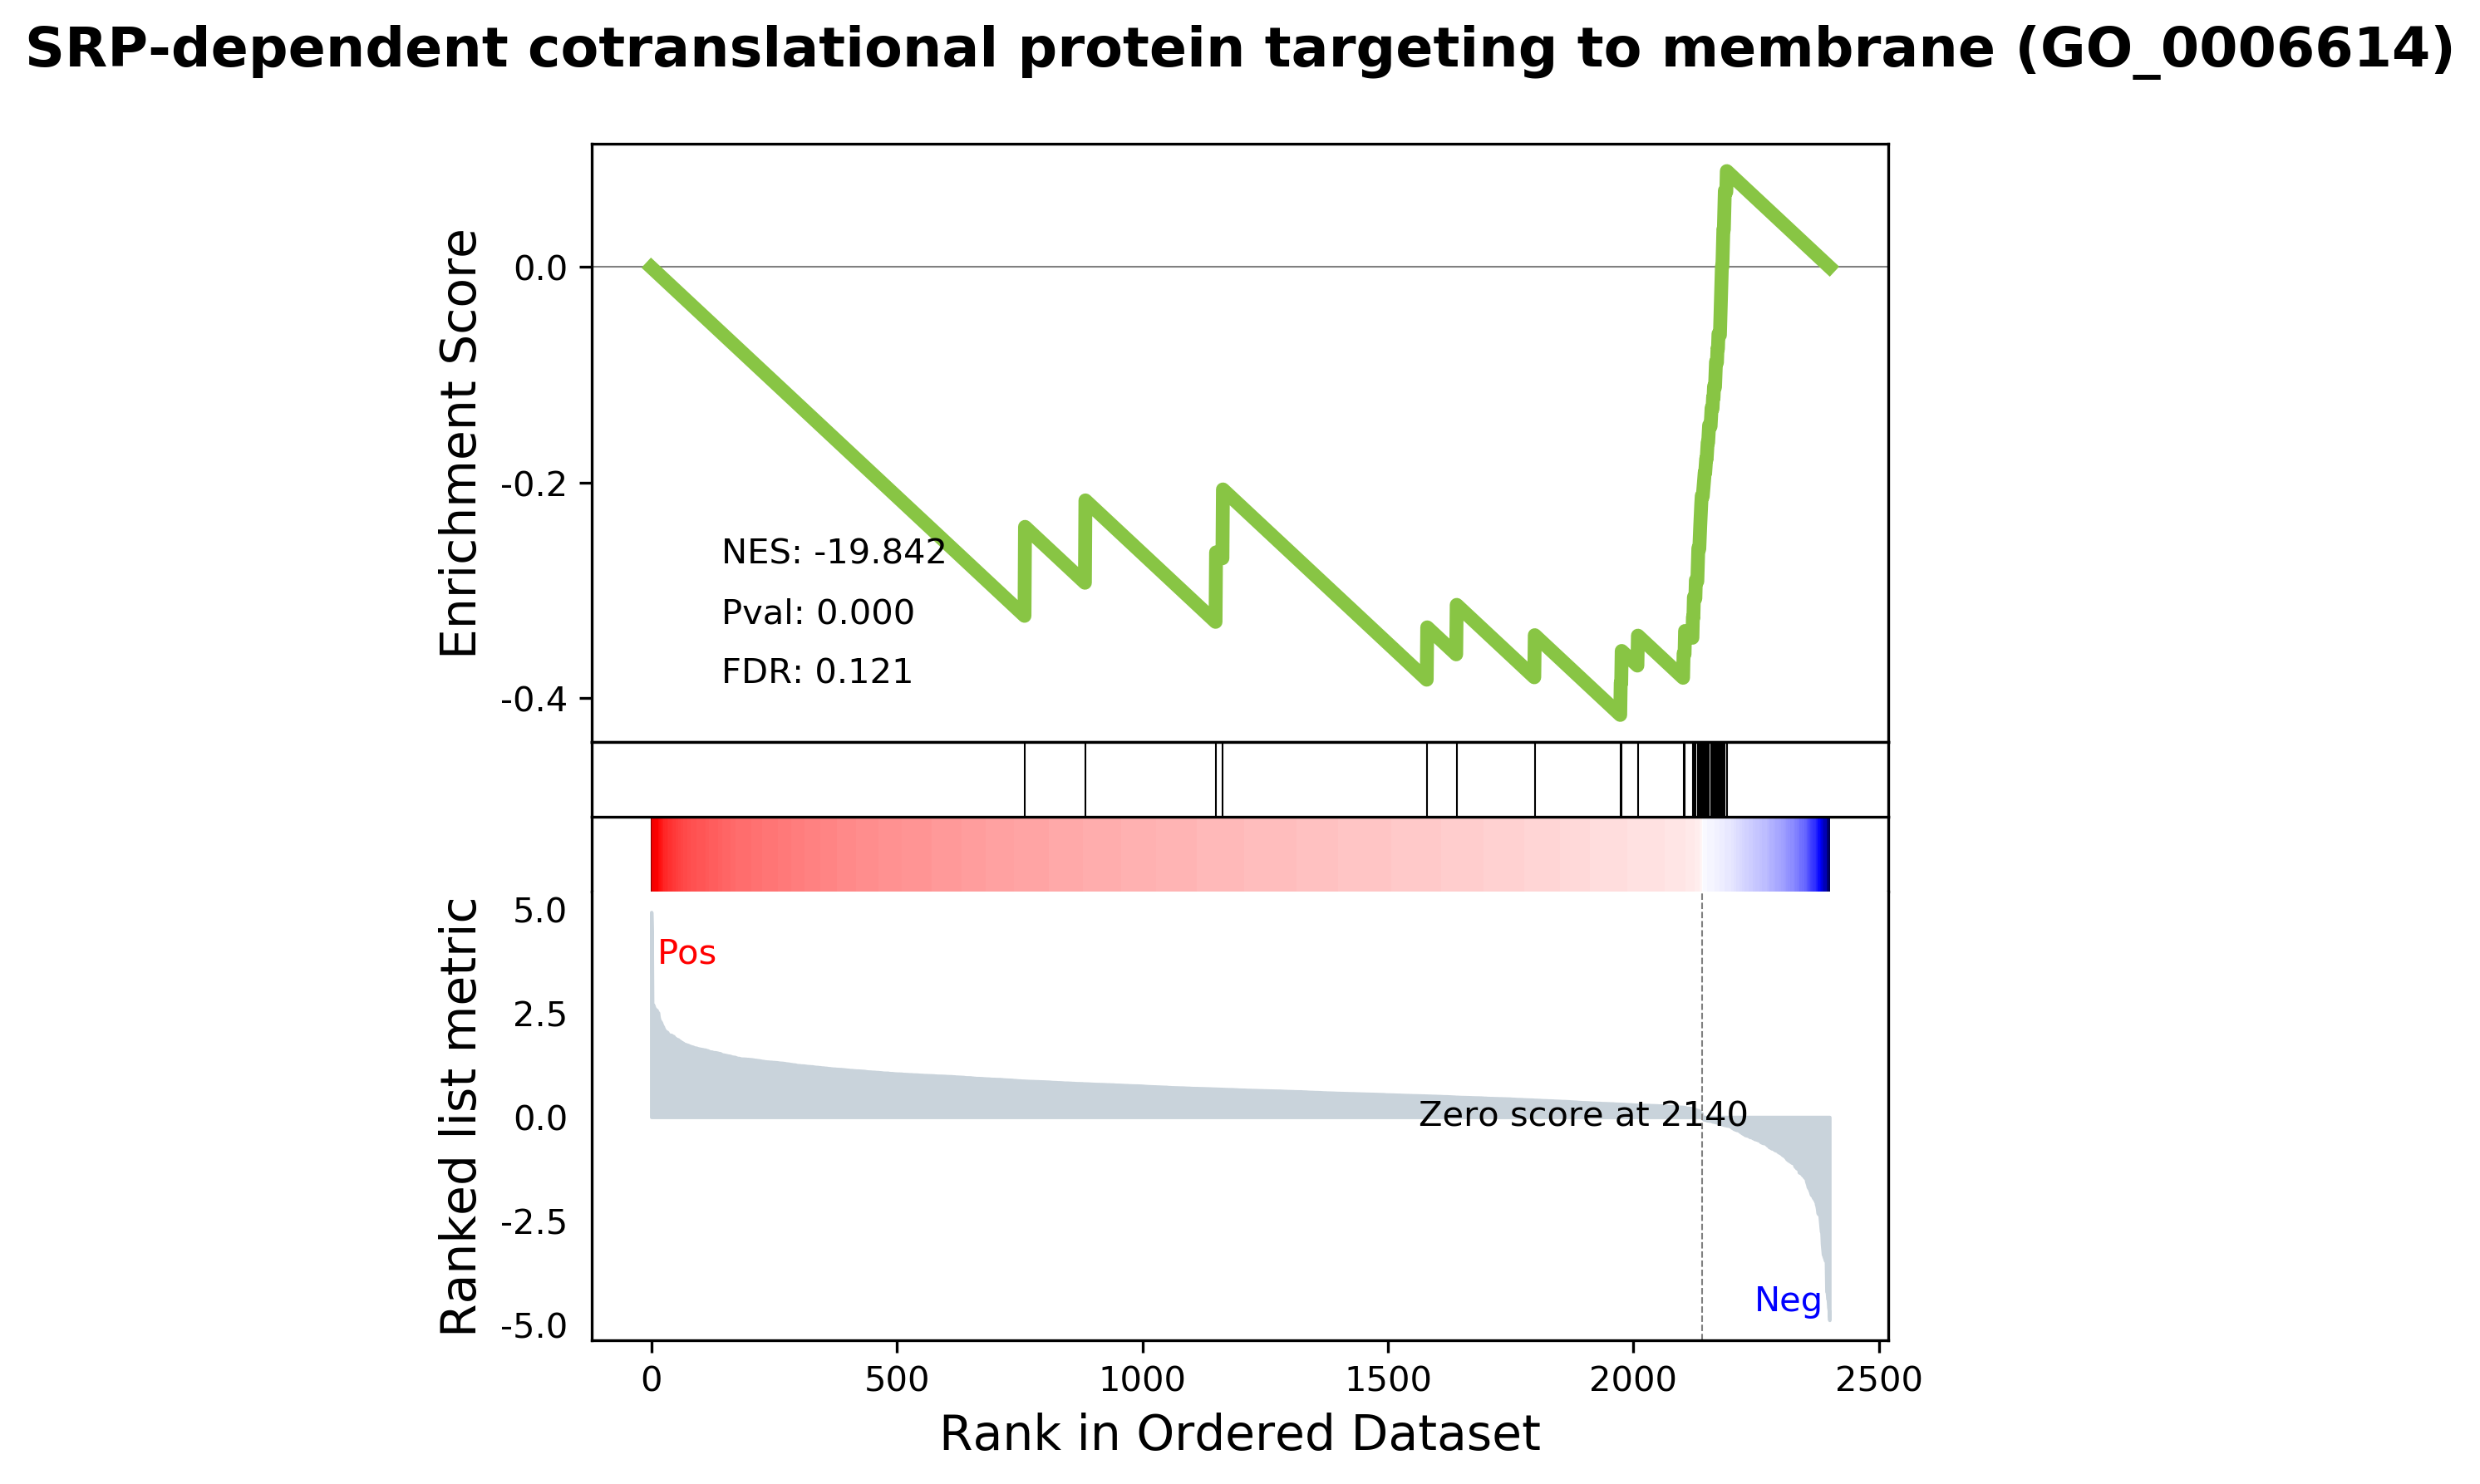 SRP-dependent cotranslational protein targeting to membrane (GO_0006614)
Enrichment Score
0.0
-0.2
-0.4
NES: -19.842
Pval: 0.000
FDR: 0.121
Ranked list metric
5.0
2.5
0.0
-2.5
-5.0
Pos
Zero score at 2140
Neg
0 500 1000 1500 2000 2500
Rank in Ordered Dataset